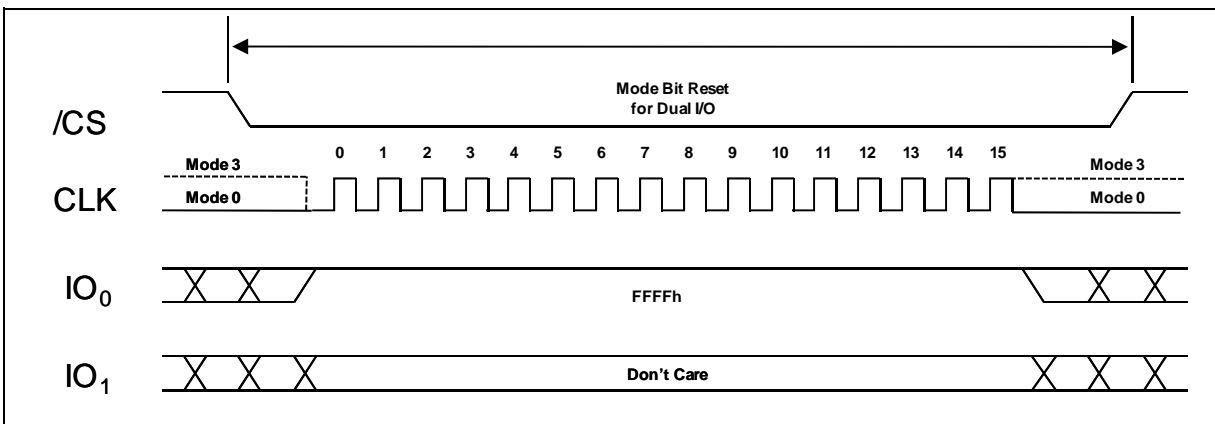 Mode Bit Reset
for Dual I/O
/CS
0 1 2 3 4 5 6 7 8 9 10 11 12 13 14 15
Mode 3 Mode 3
CLK Mode 0 Mode 0
IO0 FFFFh
IO1 Don't Care